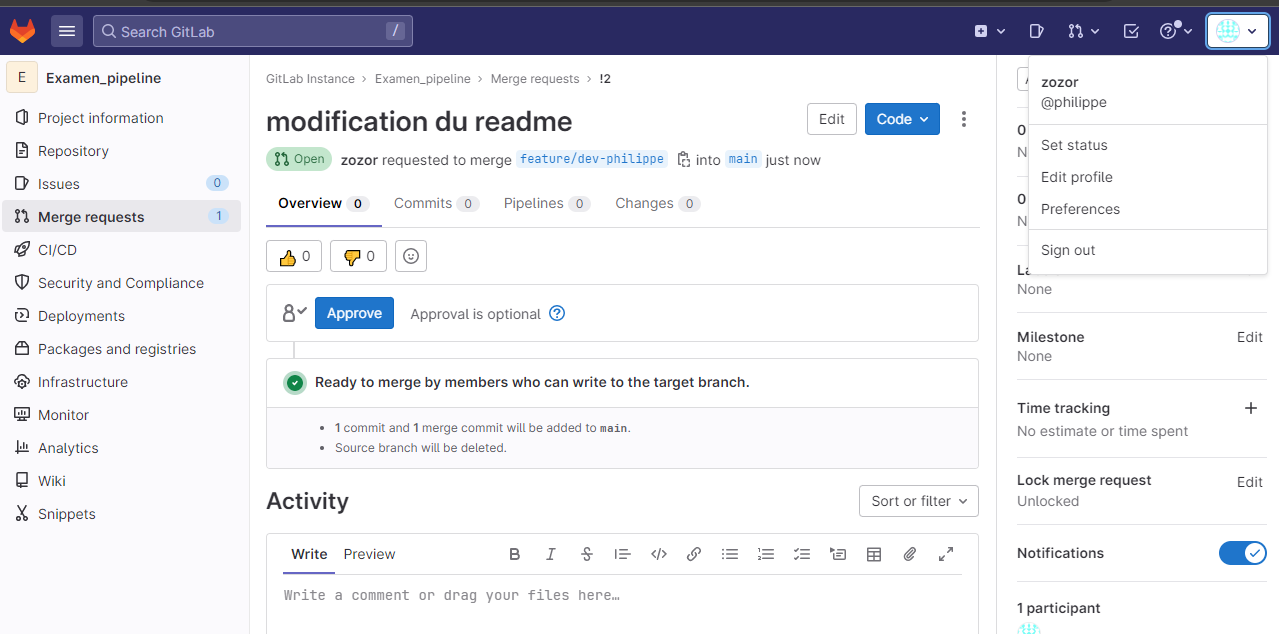 Search GitLab /
E Examen_pipeline
Project information
Repository
Issues 0
Merge requests 1
CI/CD
Security and Compliance
Deployments
Packages and registries
Infrastructure
Monitor
Analytics
Wiki
Snippets
GitLab Instance › Examen_pipeline › Merge requests › !2
modification du readme
Edit Code
Open zozor requested to merge feature/dev-philippe into main just now
Overview 0 Commits 0 Pipelines 0 Changes 0
0 0
Approve Approval is optional
Ready to merge by members who can write to the target branch.
• 1 commit and 1 merge commit will be added to main.
• Source branch will be deleted.
Activity
Sort or filter
Write Preview
Write a comment or drag your files here…
zozor
@philippe
Set status
Edit profile
Preferences
Sign out
None
Milestone Edit
None
Time tracking
No estimate or time spent
Lock merge request Edit
Unlocked
Notifications
1 participant